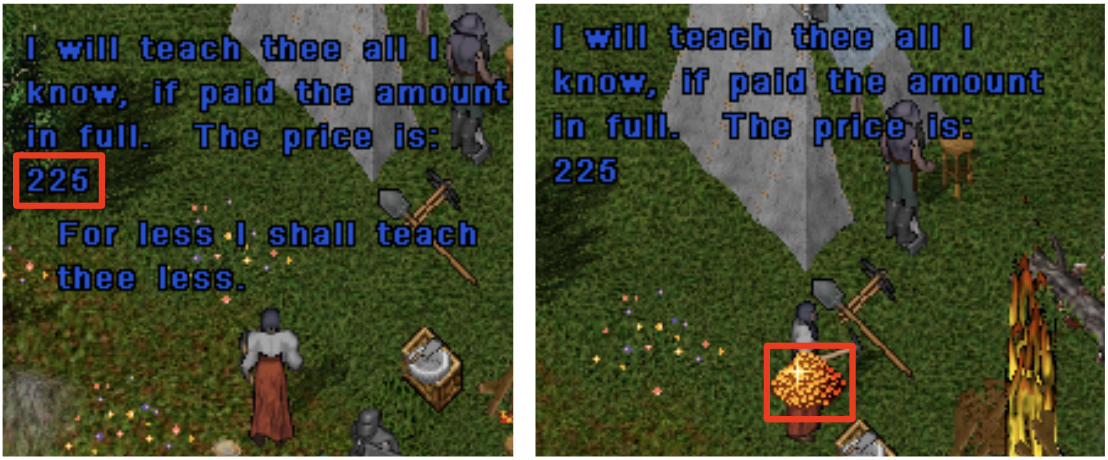 I will teach thee all I
know, if paid the amount
in full.  The price is:
225
For less I shall teach
thee less.
I will teach thee all I
know, if paid the amount
in full.  The price is:
225